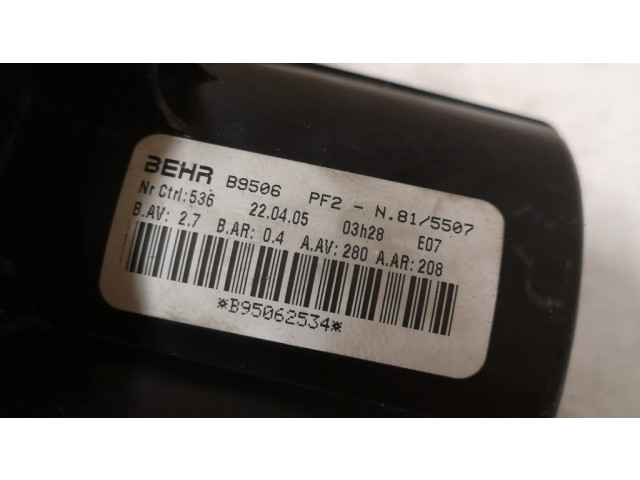 BEHR B9506 PF2 - N.81/5507
Nr Ctrl:536 22.04.05 03h28 E07
B.AV: 2.7 B.AR: 0.4 A.AV: 280 A.AR: 208
*B95062534*